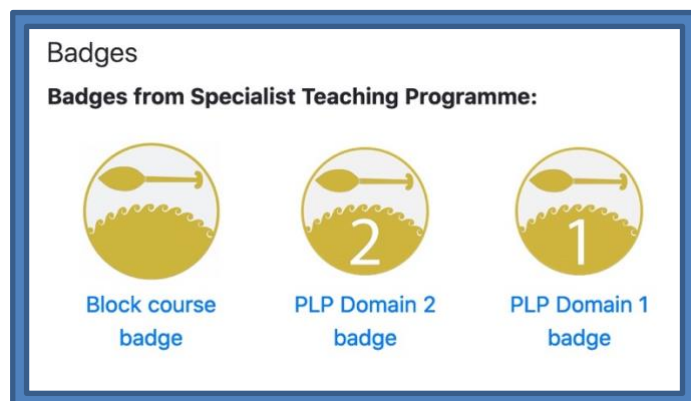 Badges
Badges from Specialist Teaching Programme:
2
1
Block course
badge
PLP Domain 2
badge
PLP Domain 1
badge